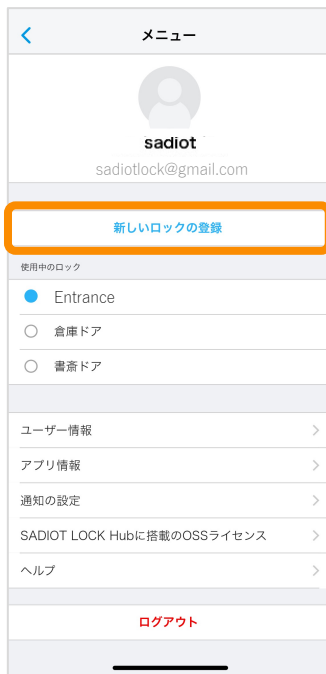 メニュー
sadiot
sadiotlock@gmail.com
新しいロックの登録
使用中のロック
Entrance
倉庫ドア
書斎ドア
ユーザー情報
アプリ情報
通知の設定
SADIOT LOCK Hubに搭載のOSSライセンス
ヘルプ
ログアウト